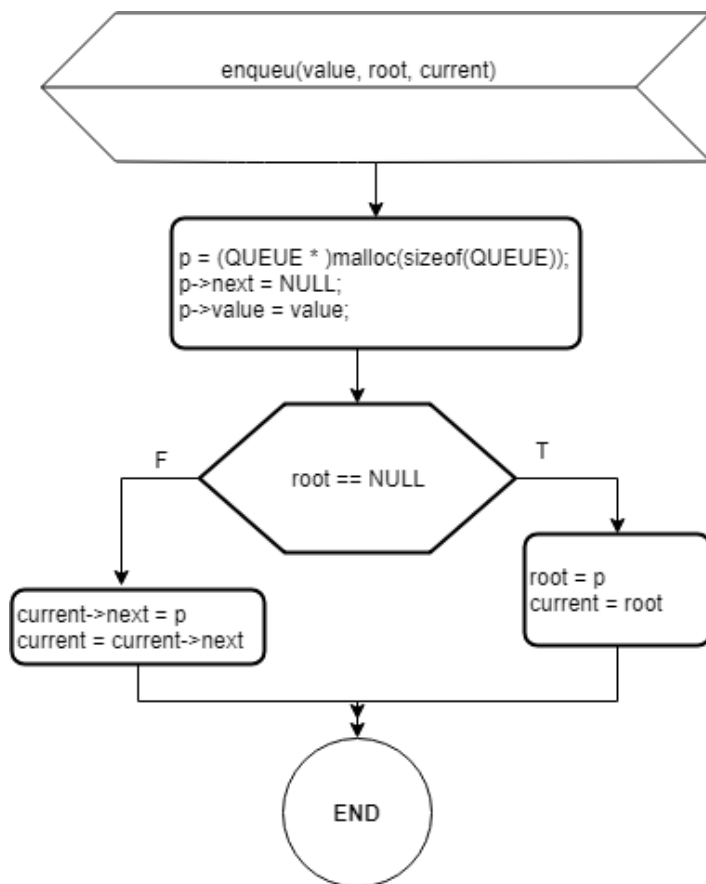 enqueu(value, root, current)
p = (QUEUE * )malloc(sizeof(QUEUE));
p->next = NULL;
p->value = value;
F
T
root == NULL
root = p
current = root
current->next = p
current = current->next
END